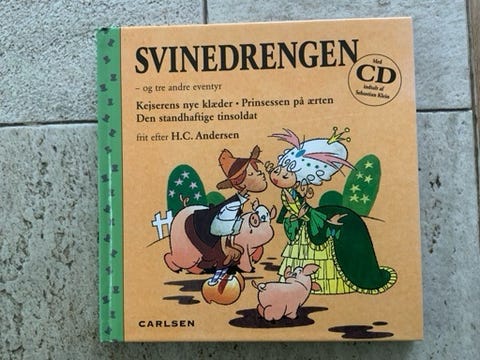 SVINEDRENGEN
– og tre andre eventyr
Kejserens nye klæder • Prinsessen på ærten
Den standhaftige tinsoldat
frit efter H.C. Andersen
Med
CD
indtalt af
Sebastian Klein
CARLSEN